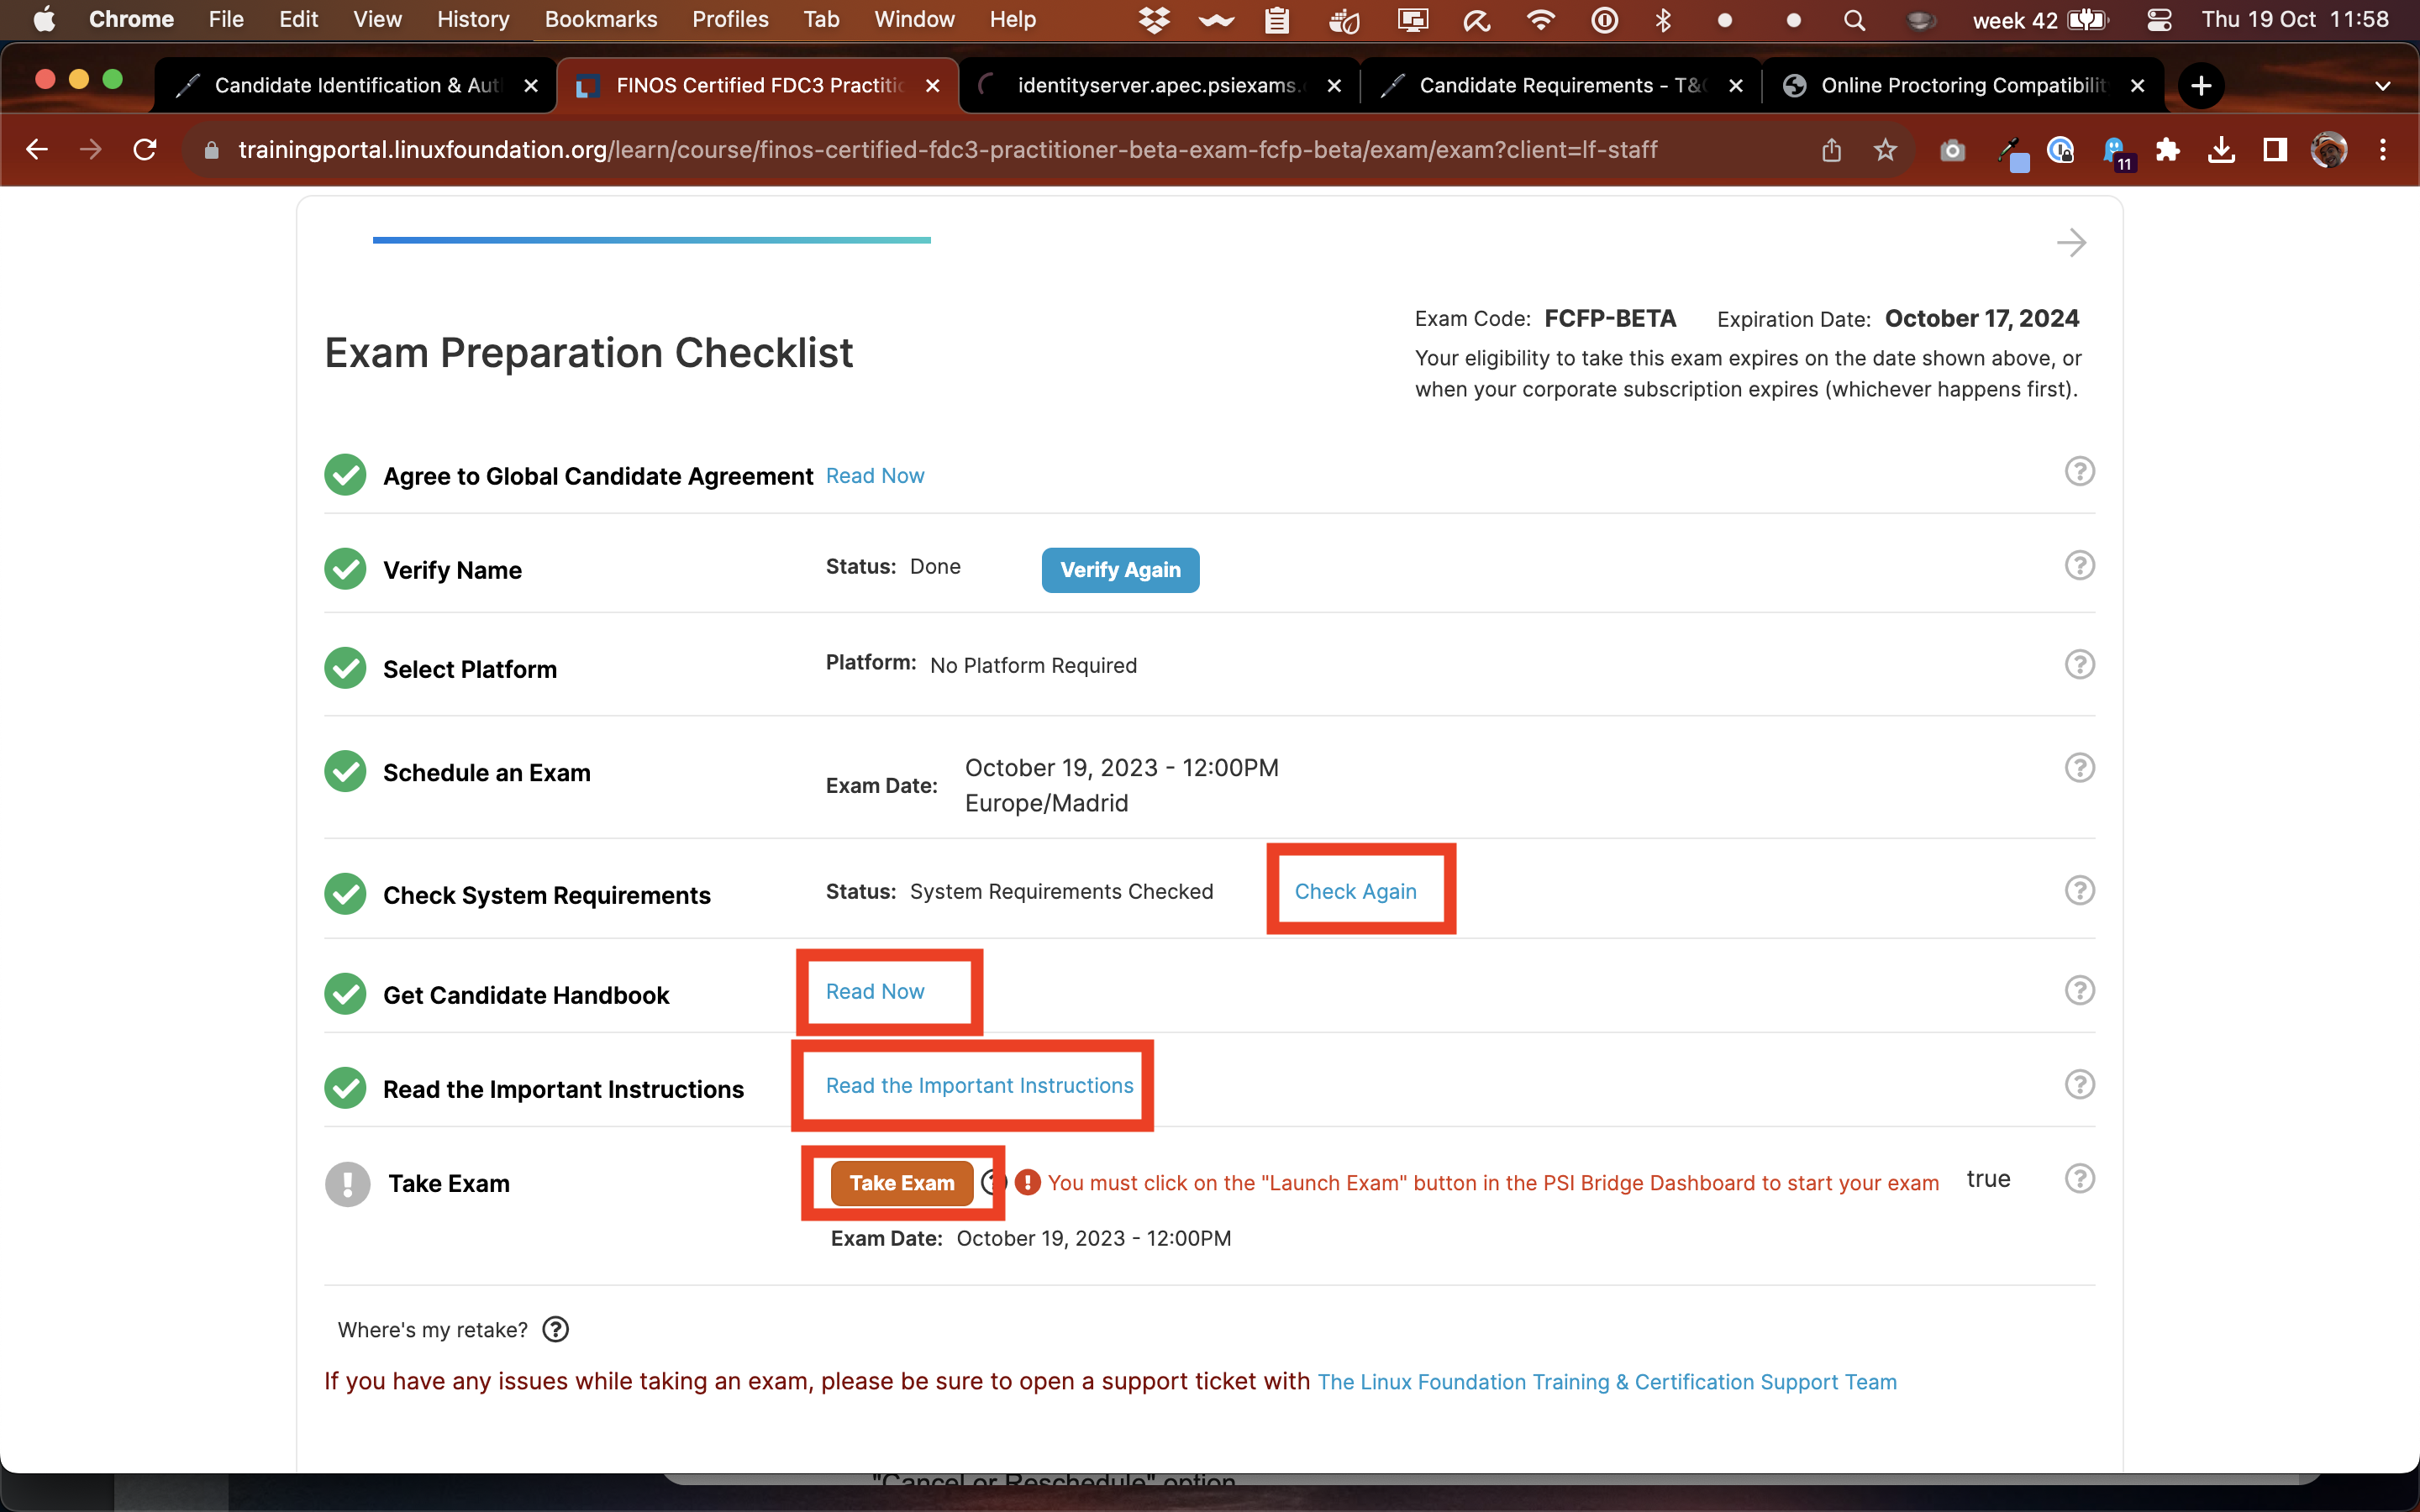 Chrome File Edit View History Bookmarks Profiles Tab Window Help week 42 Thu 19 Oct 11:58
Candidate Identification & Aut FINOS Certified FDC3 Practitio identityserver.apec.psiexams. Candidate Requirements - T&C Online Proctoring Compatibilit
trainingportal.linuxfoundation.org/learn/course/finos-certified-fdc3-practitioner-beta-exam-fcfp-beta/exam/exam?client=lf-staff 11
Exam Code: FCFP-BETA Expiration Date: October 17, 2024
Exam Preparation Checklist
Your eligibility to take this exam expires on the date shown above, or
when your corporate subscription expires (whichever happens first).
Agree to Global Candidate Agreement Read Now
Verify Name Status: Done Verify Again
Select Platform Platform: No Platform Required
Schedule an Exam Exam Date: October 19, 2023 - 12:00PM
Europe/Madrid
Check System Requirements Status: System Requirements Checked Check Again
Get Candidate Handbook Read Now
Read the Important Instructions Read the Important Instructions
Take Exam Take Exam You must click on the "Launch Exam" button in the PSI Bridge Dashboard to start your exam true
Exam Date: October 19, 2023 - 12:00PM
Where's my retake?
If you have any issues while taking an exam, please be sure to open a support ticket with The Linux Foundation Training & Certification Support Team
"Cancel or Reschedule" option